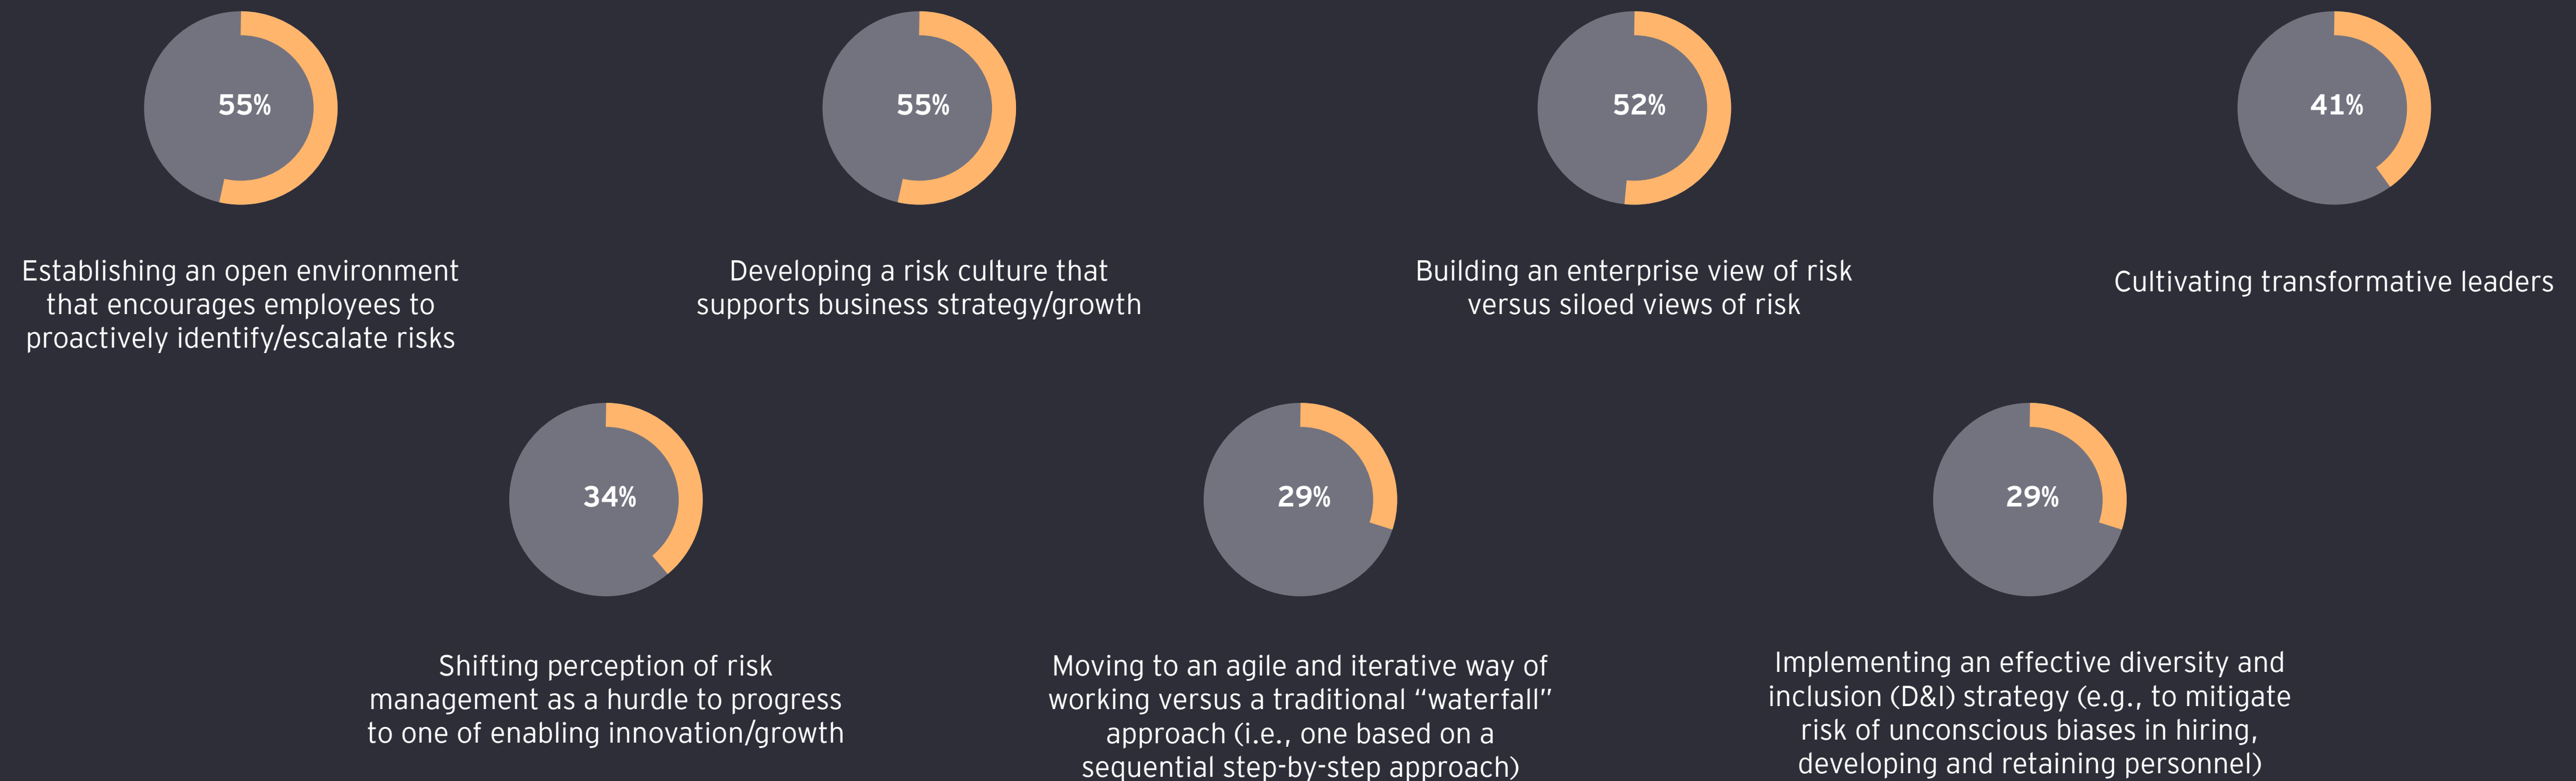 55%
55%
52%
41%
Establishing an open environment
that encourages employees to
proactively identify/escalate risks
Developing a risk culture that
supports business strategy/growth
Building an enterprise view of risk
versus siloed views of risk
Cultivating transformative leaders
34%
29%
29%
Shifting perception of risk
management as a hurdle to progress
to one of enabling innovation/growth
Moving to an agile and iterative way of
working versus a traditional “waterfall”
approach (i.e., one based on a
sequential step-by-step approach)
Implementing an effective diversity and
inclusion (D&I) strategy (e.g., to mitigate
risk of unconscious biases in hiring,
developing and retaining personnel)